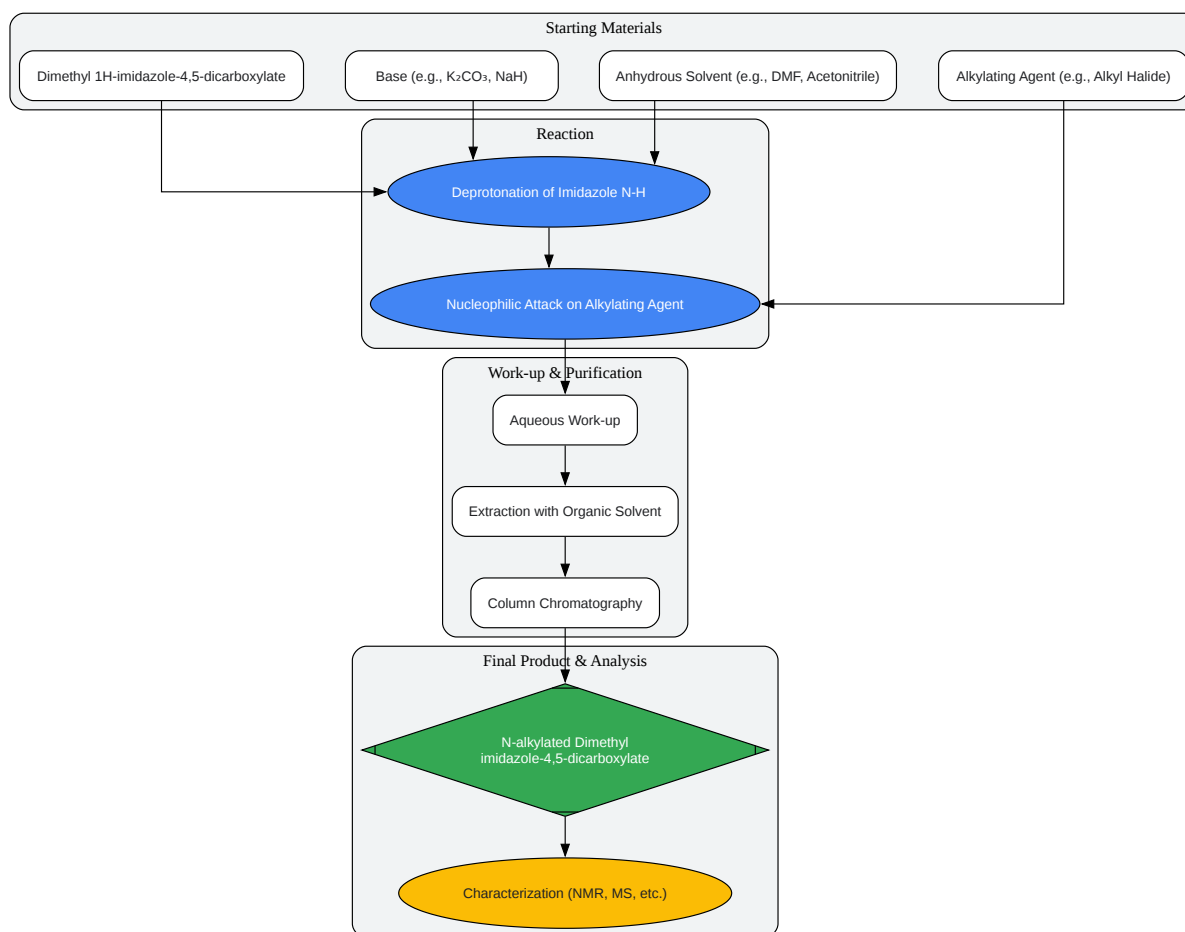 Starting Materials
Dimethyl 1H-imidazole-4,5-dicarboxylate
Base (e.g., K₂CO₃, NaH)
Anhydrous Solvent (e.g., DMF, Acetonitrile)
Alkylating Agent (e.g., Alkyl Halide)
Reaction
Deprotonation of Imidazole N-H
Nucleophilic Attack on Alkylating Agent
Work-up & Purification
Aqueous Work-up
Extraction with Organic Solvent
Column Chromatography
Final Product & Analysis
N-alkylated Dimethyl
imidazole-4,5-dicarboxylate
Characterization (NMR, MS, etc.)